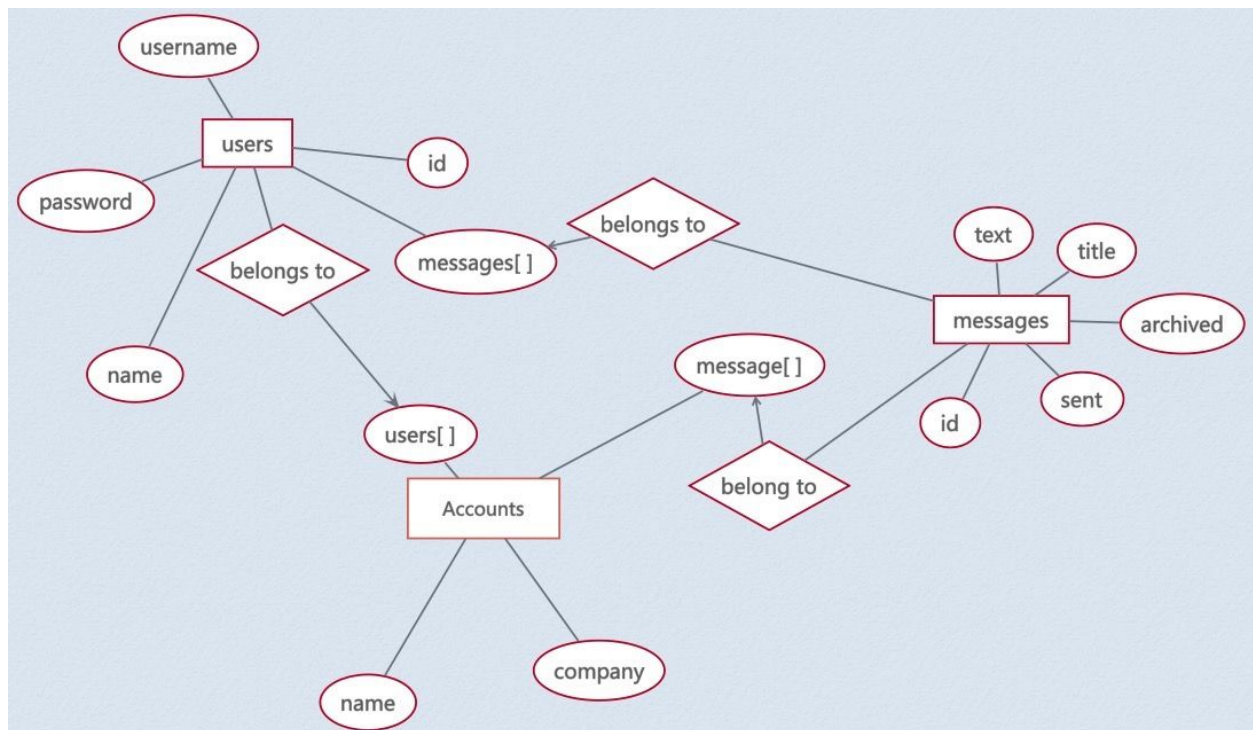 username
users
id
password
belongs to
messages[ ]
belongs to
text
title
messages
archived
name
message[ ]
sent
id
users[ ]
belong to
Accounts
company
name